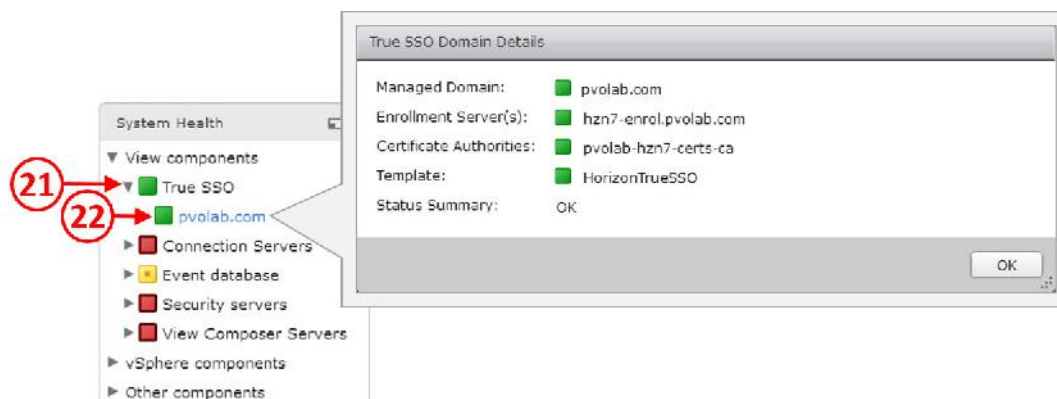 True SSO Domain Details
Managed Domain: pvolab.com
Enrollment Server(s): hzn7-enrol.pvolab.com
Certificate Authorities: pvolab-hzn7-certs-ca
Template: HorizonTrueSSO
Status Summary: OK
OK
System Health
View components
21 True SSO
22 pvolab.com
Connection Servers
Event database
Security servers
View Composer Servers
vSphere components
Other components